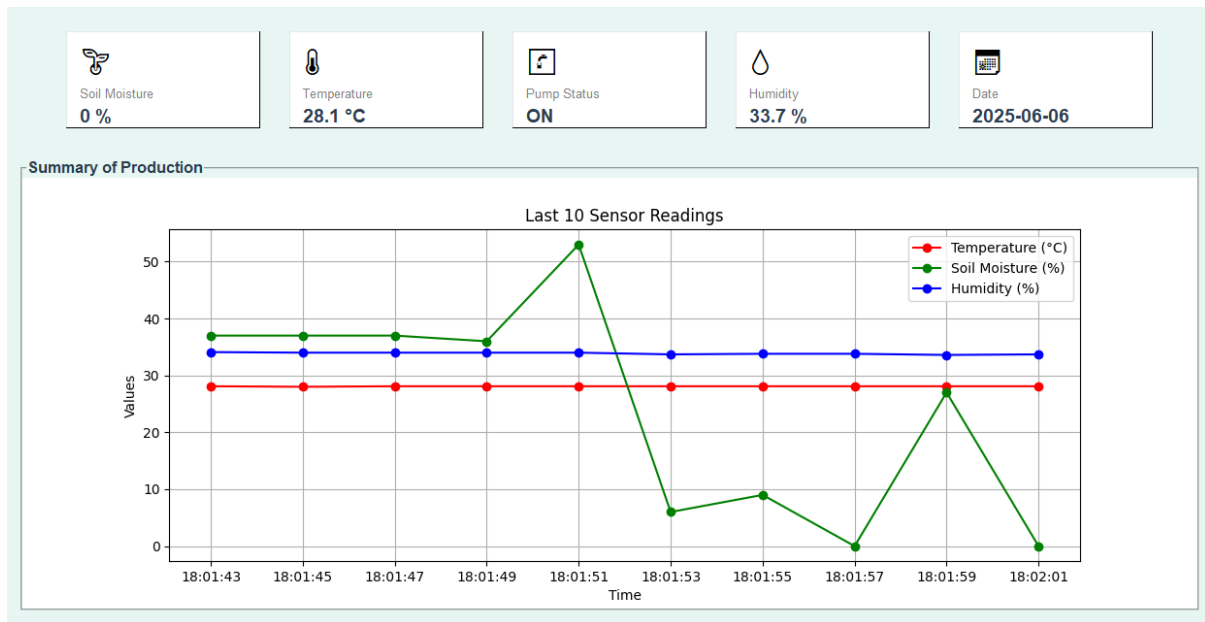 Soil Moisture
0 %
Temperature
28.1 °C
Pump Status
ON
Humidity
33.7 %
Date
2025-06-06
Summary of Production
Last 10 Sensor Readings
Temperature (°C)
Soil Moisture (%)
Humidity (%)
Values
50
40
30
20
10
0
18:01:43 18:01:45 18:01:47 18:01:49 18:01:51 18:01:53 18:01:55 18:01:57 18:01:59 18:02:01
Time